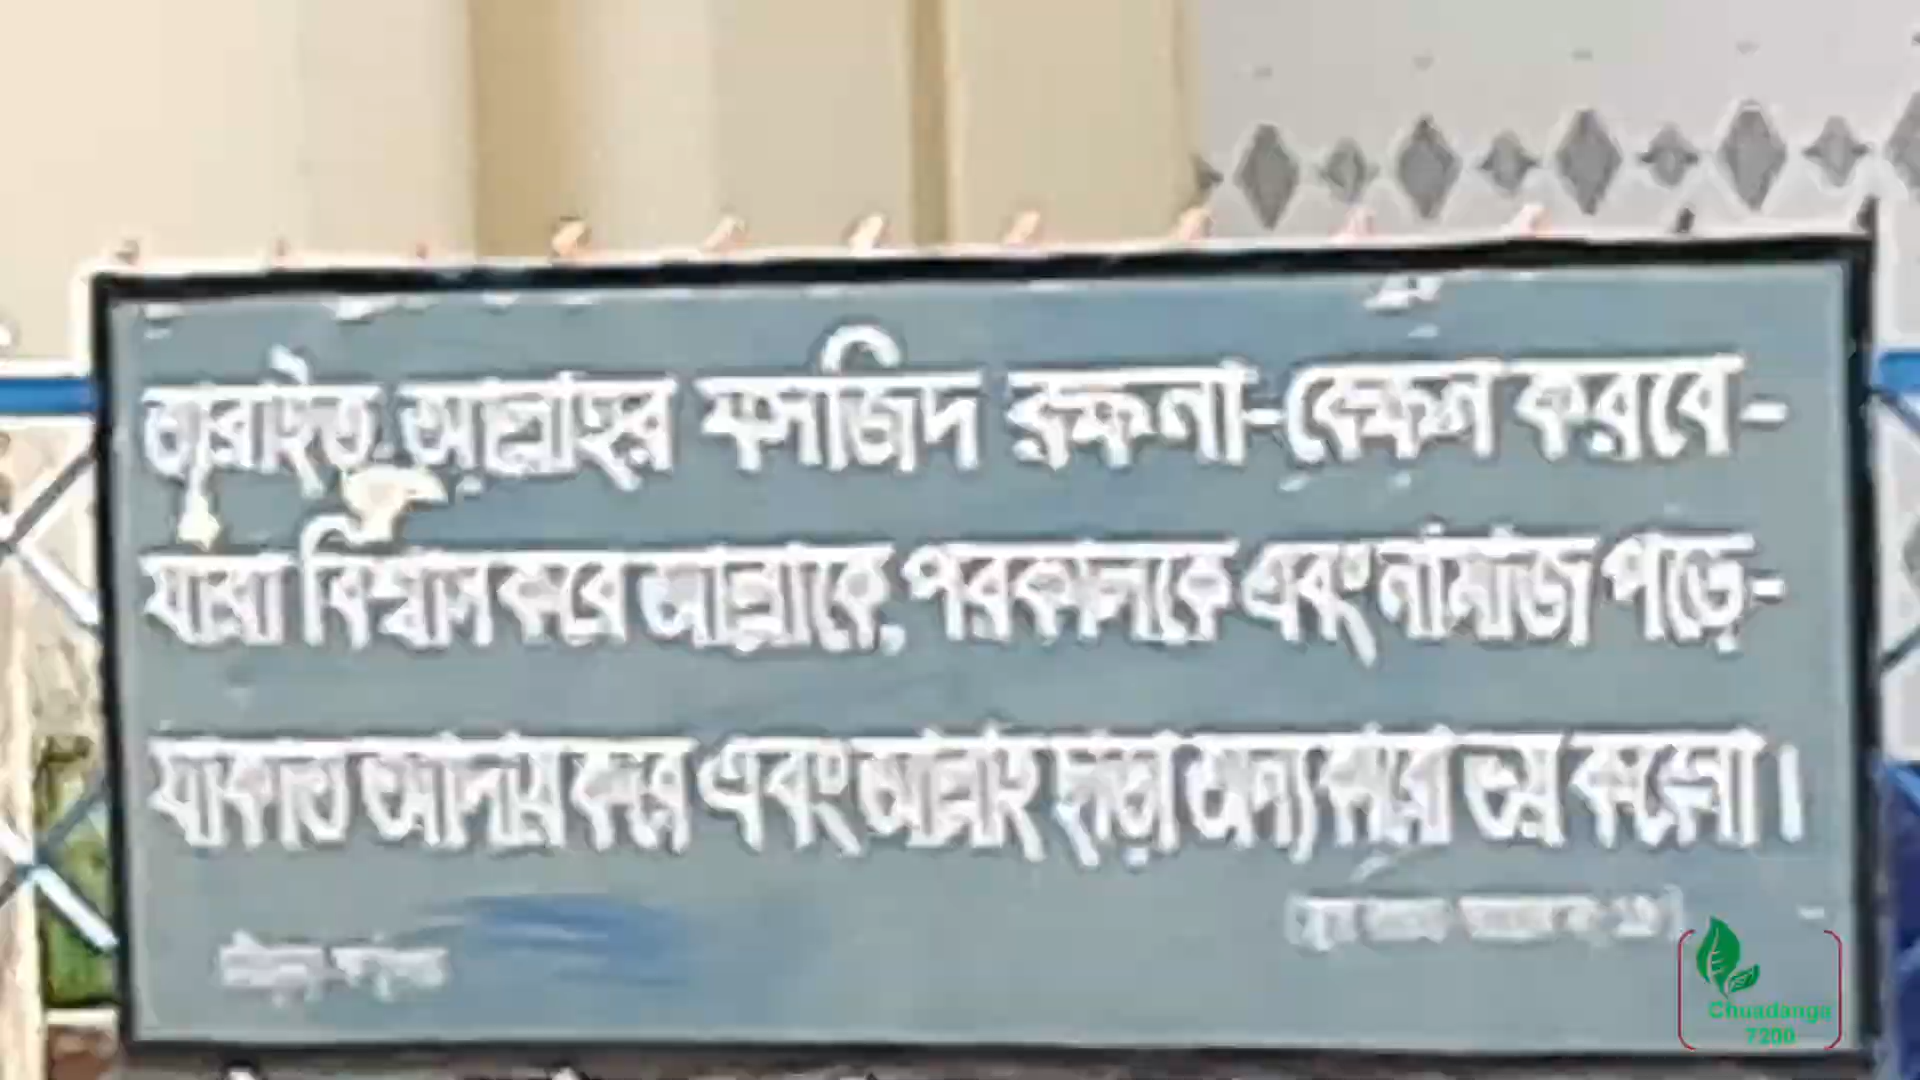 তারাইত আল্লাহর মসজিদ রক্ষনা-বেক্ষন করবে-
যারা বিশ্বাস করে আল্লাকে, পরকালকে এবং নামাজ পড়ে-
যাকাত আদায় করে এবং আল্লাহ ছাড়া অন্য কারো ভয় করেনা।
Chuadanga
7200